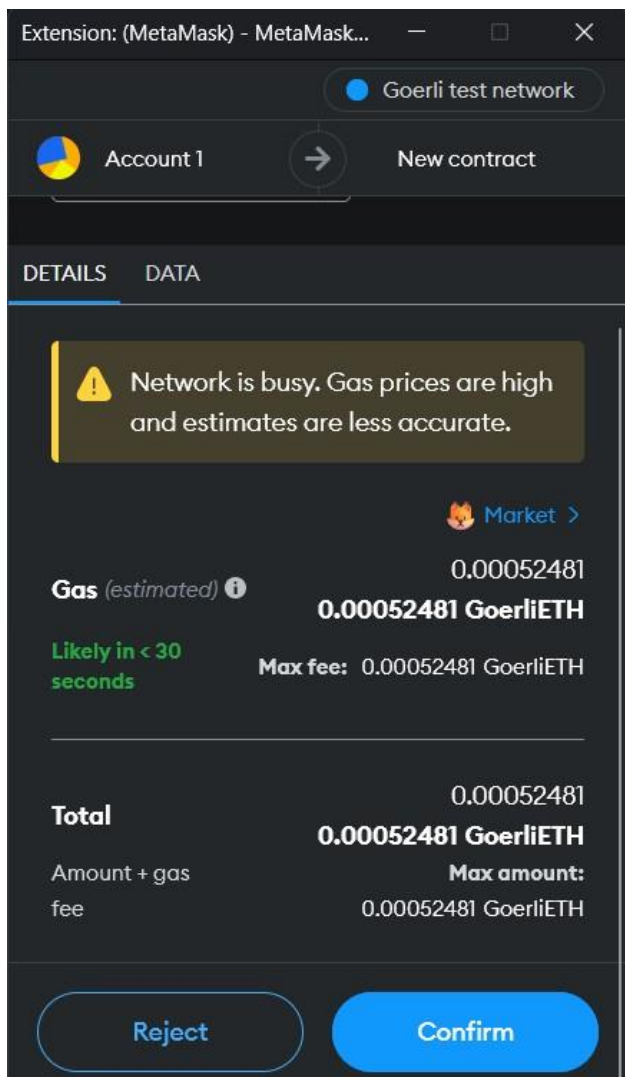 Extension: (MetaMask) - MetaMask...
Goerli test network
Account 1
New contract
DETAILS DATA
Network is busy. Gas prices are high
and estimates are less accurate.
Market >
0.00052481
Gas (estimated)
0.00052481 GoerliETH
Likely in < 30
seconds
Max fee: 0.00052481 GoerliETH
0.00052481
Total
0.00052481 GoerliETH
Amount + gas
fee
Max amount:
0.00052481 GoerliETH
Reject
Confirm